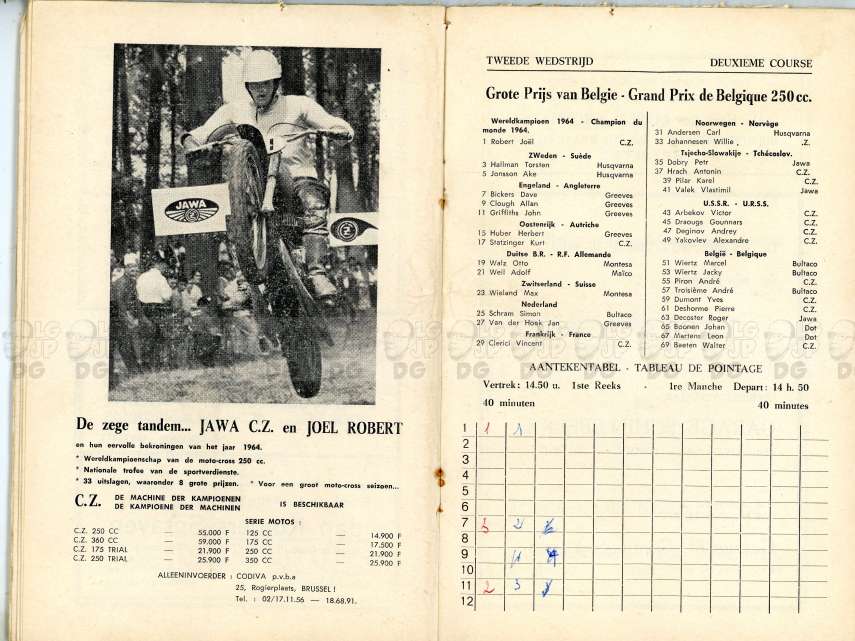 JAWA
CZ
De zege tandem... JAWA C.Z. en JOEL ROBERT
en hun eervolle bekroningen van het jaar 1964.
* Wereldkampioenschap van de moto-cross 250 cc.
* Nationale trofee van de sportverdienste.
* 33 uitslagen, waaronder 8 grote prijzen. * Voor een groot moto-cross seizoen...
C.Z. DE MACHINE DER KAMPIOENEN
DE KAMPIOENE DER MACHINEN IS BESCHIKBAAR
SERIE MOTOS :
C.Z. 250 CC — 55.000 F 125 CC — 14.900 F
C.Z. 360 CC — 59.000 F 175 CC — 17.500 F
C.Z. 175 TRIAL — 21.900 F 250 CC — 21.900 F
C.Z. 250 TRIAL — 25.900 F 350 CC — 25.900 F
ALLEENINVOERDER : CODIVA p.v.b.a
25, Rogierplaats, BRUSSEL !
Tel. : 02/17.11.56 — 18.68.91.
TWEEDE WEDSTRIJD DEUXIEME COURSE
Grote Prijs van Belgie - Grand Prix de Belgique 250 cc.
Wereldkampioen 1964 - Champion du
monde 1964.
1 Robert Joël C.Z.
ZWeden - Suède
3 Hallman Torsten Husqvarna
5 Jonsson Ake Husqvarna
Engeland - Angleterre
7 Bickers Dave Greeves
9 Clough Allan Greeves
11 Griffiths John Greeves
Oostenrijk - Autriche
15 Huber Herbert Greeves
17 Statzinger Kurt C.Z.
Duitse B.R. - R.F. Allemande
19 Walz Otto Montesa
21 Weil Adolf Maïco
Zwitserland - Suisse
23 Wieland Max Montesa
Nederland
25 Schram Simon Bultaco
27 Van der Hoek Jan Greeves
Frankrijk - France
29 Clerici Vincent C.Z.
Noorwegen - Norvège
31 Andersen Carl Husqvarna
33 Johannesen Willie .Z.
Tsjecho-Slowakije - Tchécoslov.
35 Dobry Petr Jawa
37 Hrach Antonin C.Z.
39 Pilar Karel C.Z.
41 Valek Vlastimil Jawa
U.S.S.R. - U.R.S.S.
43 Arbekov Victor C.Z.
45 Draougs Gounnars C.Z.
47 Deginov Andrey C.Z.
49 Yakovlev Alexandre C.Z.
België - Belgique
51 Wiertz Marcel Bultaco
53 Wiertz Jacky Bultaco
55 Piron André C.Z.
57 Troisième André Bultaco
59 Dumont Yves C.Z.
61 Deshorme Pierre C.Z.
63 Decoster Roger Jawa
65 Boonen Johan Dot
67 Martens Leon Dot
69 Baeten Walter C.Z.
AANTEKENTABEL - TABLEAU DE POINTAGE
Vertrek: 14.50 u. 1ste Reeks - 1re Manche Depart: 14 h. 50
40 minuten 40 minutes
1 1 1
2
3
4
5
6
7 3 2
8
9 4
10
11 2 3
12